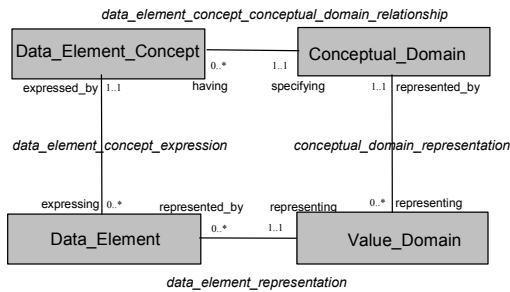 data_element_concept_conceptual_domain_relationship
Data_Element_Concept
0..*
1..1
Conceptual_Domain
expressed_by
1..1
having
specifying
1..1
represented_by
data_element_concept_expression
conceptual_domain_representation
expressing
0..*
represented_by
representing
0..*
representing
Data_Element
0..*
1..1
Value_Domain
data_element_representation